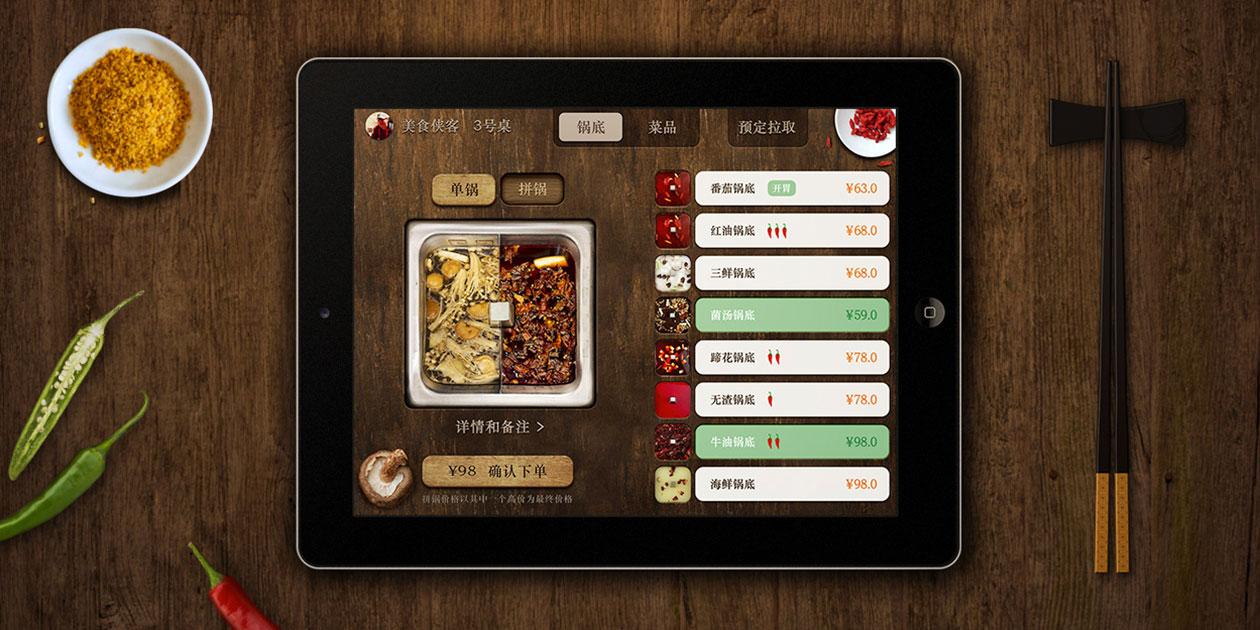 美食侠客 3号桌
锅底 菜品 预定拉取
单锅 拼锅
番茄锅底 开胃 ¥63.0
红油锅底 ¥68.0
三鲜锅底 ¥68.0
菌汤锅底 ¥59.0
蹄花锅底 ¥78.0
无渣锅底 ¥78.0
牛油锅底 ¥98.0
海鲜锅底 ¥98.0
详情和备注 >
¥98 确认下单
拼锅价格以其中一个高价为最终价格